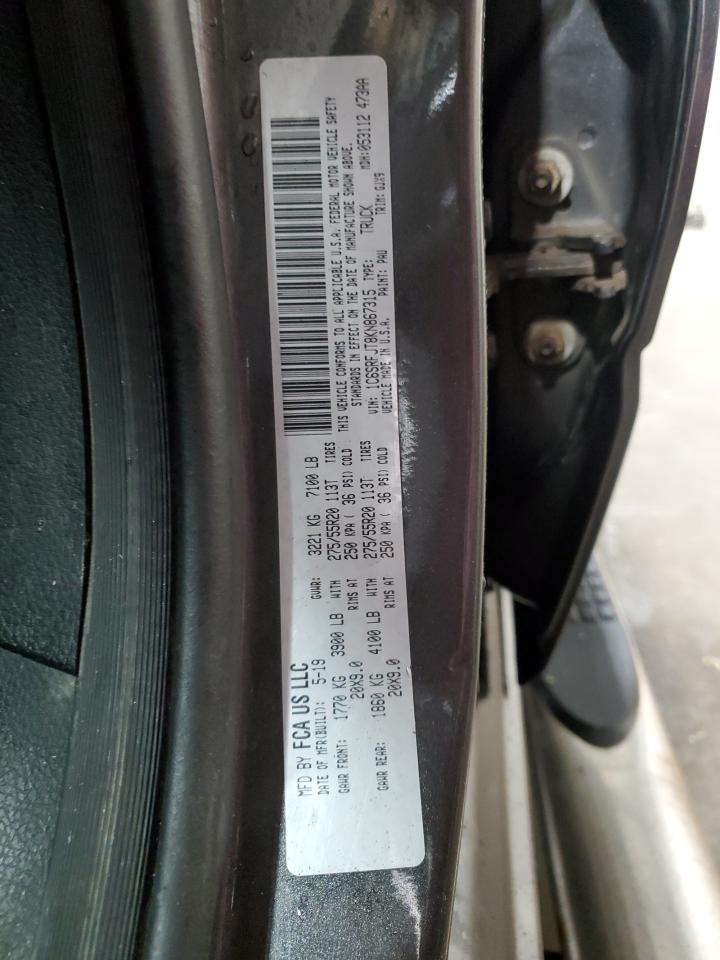 MFD BY FCA US LLC
DATE OF MFR(BUILT): 5-19 GVWR: 3221 KG 7100 LB
GAWR FRONT: 1770 KG 3900 LB WITH 275/55R20 113T TIRES
20X9.0 RIMS AT 250 KPA ( 36 PSI) COLD
GAWR REAR: 1860 KG 4100 LB WITH 275/55R20 113T TIRES
20X9.0 RIMS AT 250 KPA ( 36 PSI) COLD
THIS VEHICLE CONFORMS TO ALL APPLICABLE U.S.A. FEDERAL MOTOR VEHICLE SAFETY
STANDARDS IN EFFECT ON THE DATE OF MANUFACTURE SHOWN ABOVE.
VIN: 1C6SRFJT8KN867315 TYPE: TRUCK MDH:053112 473AA
VEHICLE MADE IN U.S.A. PAINT: PAU TRIM: GJX9